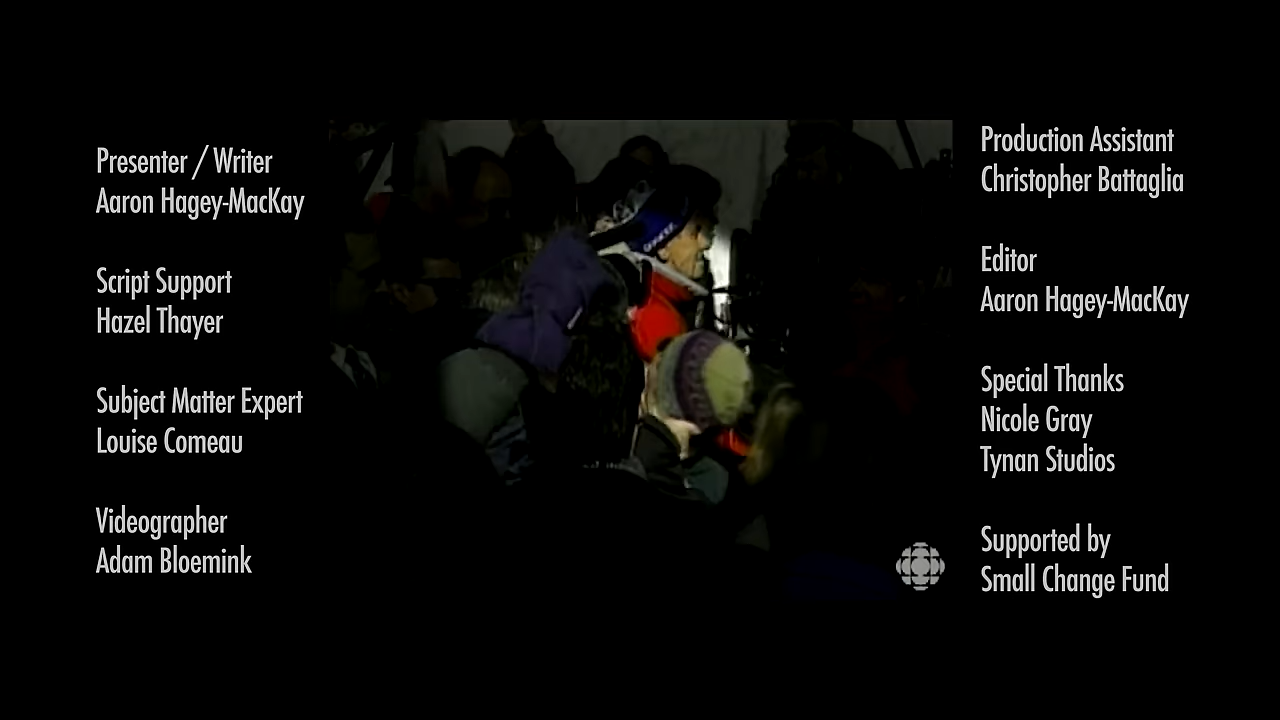 Presenter / Writer
Aaron Hagey-MacKay
Script Support
Hazel Thayer
Subject Matter Expert
Louise Comeau
Videographer
Adam Bloemink
Production Assistant
Christopher Battaglia
Editor
Aaron Hagey-MacKay
Special Thanks
Nicole Gray
Tynan Studios
Supported by
Small Change Fund